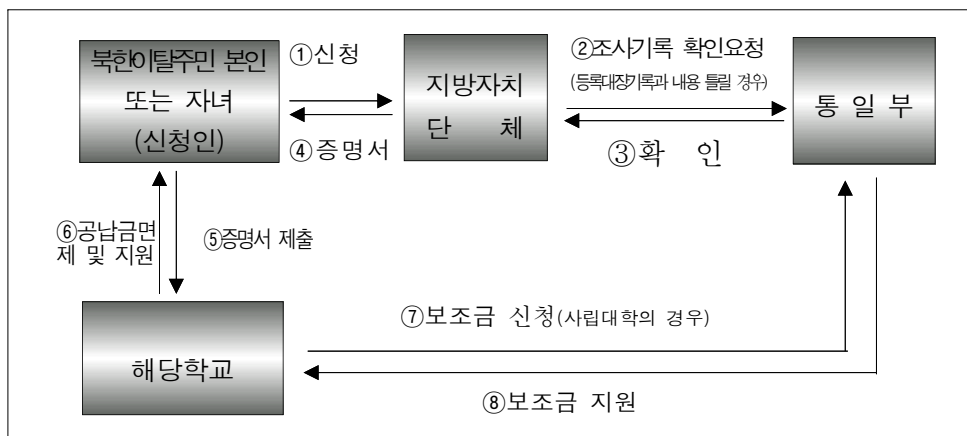 북한이탈주민 본인
또는 자녀
(신청인)
①신청
④증명서
지방자치
단 체
②조사기록 확인요청
(등록대장기록과 내용 틀릴 경우)
③확 인
통 일 부
⑥공납금면
제 및 지원
⑤증명서 제출
해당학교
⑦보조금 신청(사립대학의 경우)
⑧보조금 지원